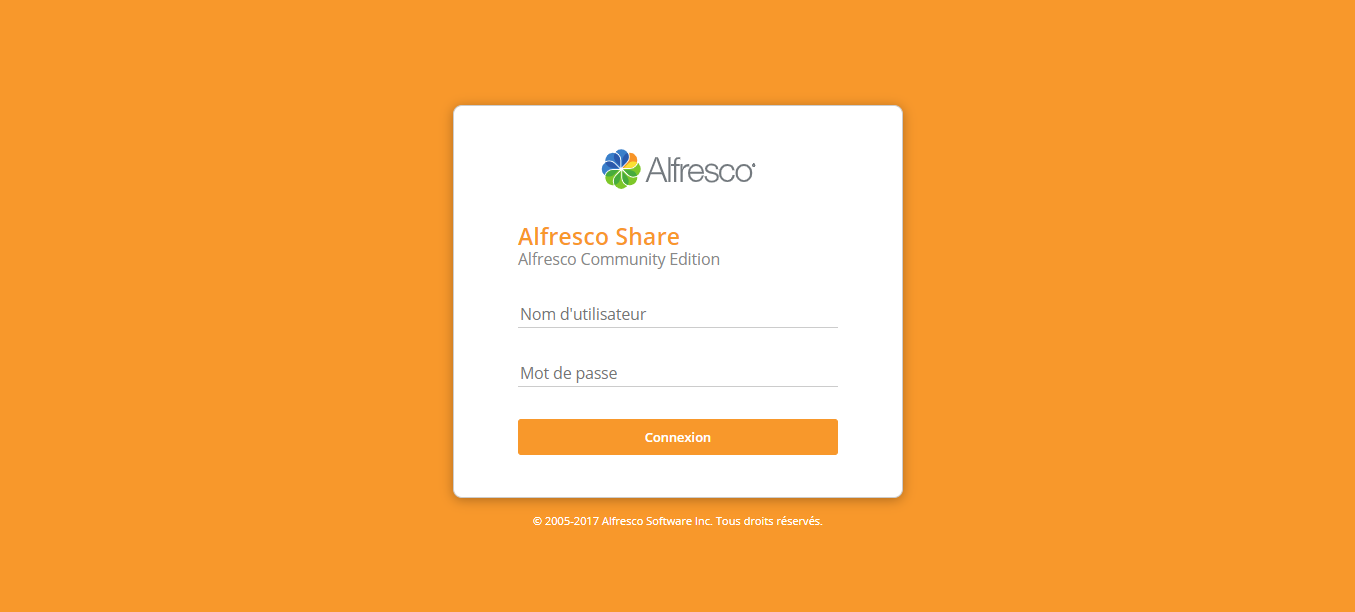 Alfresco
Alfresco Share
Alfresco Community Edition
Nom d'utilisateur
Mot de passe
Connexion
© 2005-2017 Alfresco Software Inc. Tous droits réservés.